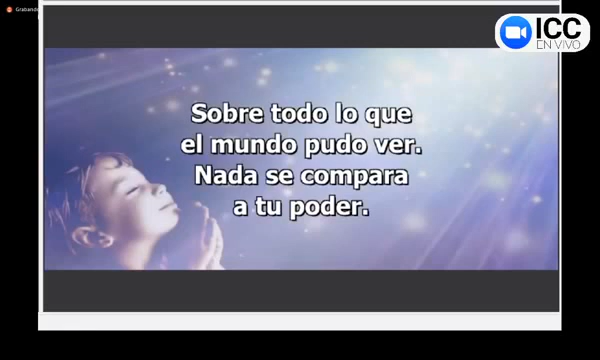 Grabando
ICC
EN VIVO
Sobre todo lo que
el mundo pudo ver.
Nada se compara
a tu poder.